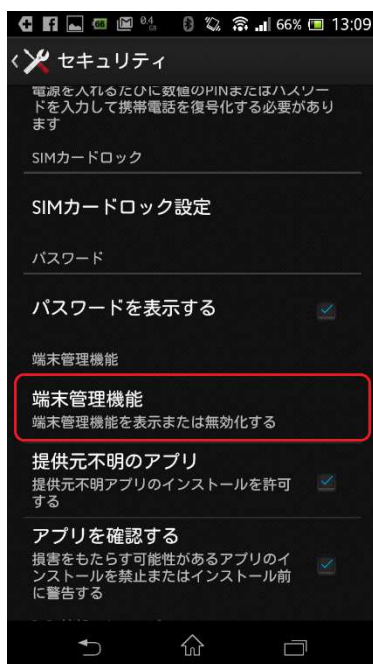 66% 13:09
セキュリティ
電源を入れるたびに数値のPINまたはパスワー
ドを入力して携帯電話を復号化する必要があり
ます
SIMカードロック
SIMカードロック設定
パスワード
パスワードを表示する
端末管理機能
端末管理機能
端末管理機能を表示または無効化する
提供元不明のアプリ
提供元不明アプリのインストールを許可
する
アプリを確認する
損害をもたらす可能性があるアプリのイ
ンストールを禁止またはインストール前
に警告する